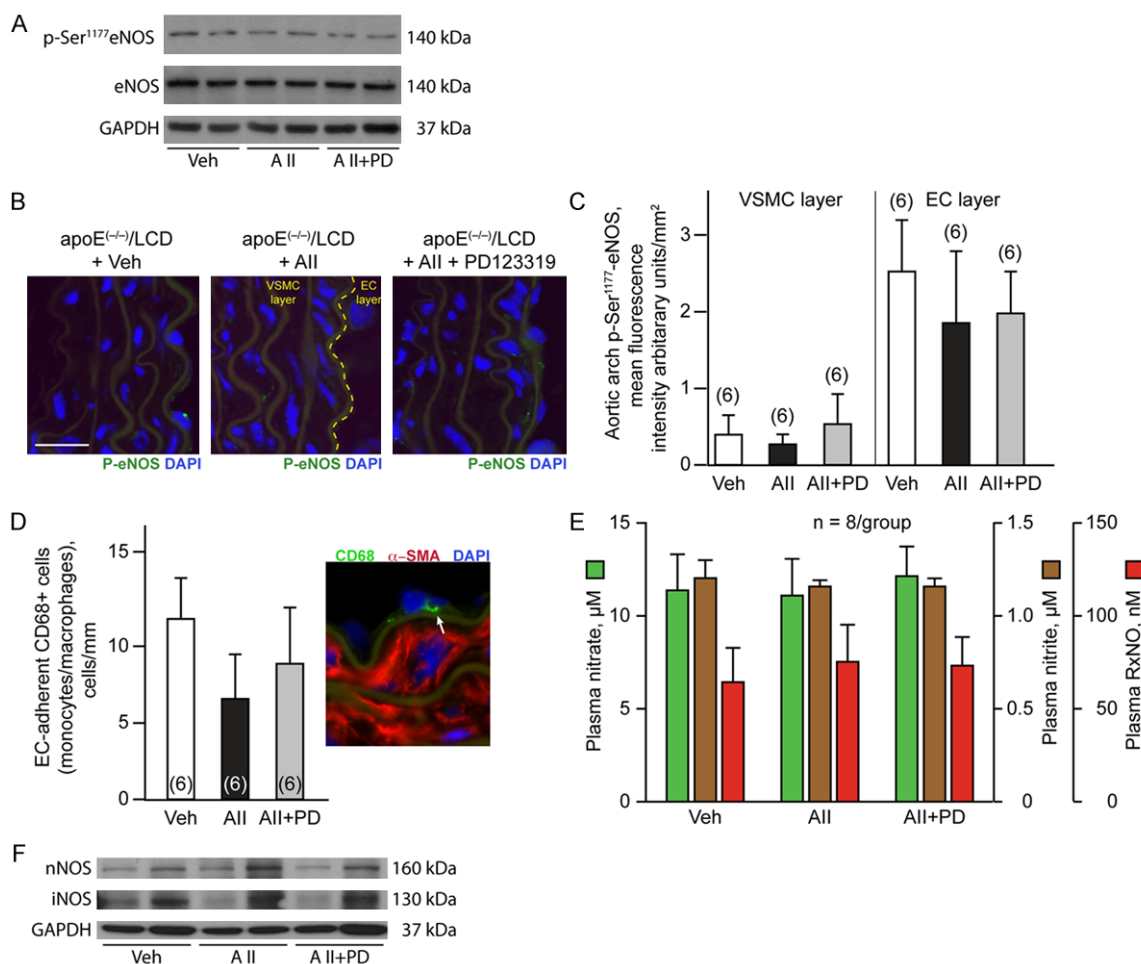 A
p-Ser¹¹⁷⁷eNOS 140 kDa
eNOS 140 kDa
GAPDH 37 kDa
Veh A II A II+PD
B
apoE(–/–)/LCD + Veh
apoE(–/–)/LCD + AII
apoE(–/–)/LCD + AII + PD123319
VSMC layer
EC layer
P-eNOS DAPI
P-eNOS DAPI
P-eNOS DAPI
C
VSMC layer EC layer
Aortic arch p-Ser¹¹⁷⁷-eNOS,
mean fluorescence
intensity arbitarary units/mm²
3
2
1
0
(6) (6) (6) (6) (6) (6)
Veh AII AII+PD Veh AII AII+PD
D
EC-adherent CD68+ cells
(monocytes/macrophages),
cells/mm
15
10
5
0
(6) (6) (6)
Veh AII AII+PD
CD68 α–SMA DAPI
E
n = 8/group
Plasma nitrate, µM
15
10
5
0
Veh AII AII+PD
1.5
1.0
0.5
0
Plasma nitrite, µM
150
100
50
0
Plasma RxNO, nM
F
nNOS 160 kDa
iNOS 130 kDa
GAPDH 37 kDa
Veh A II A II+PD